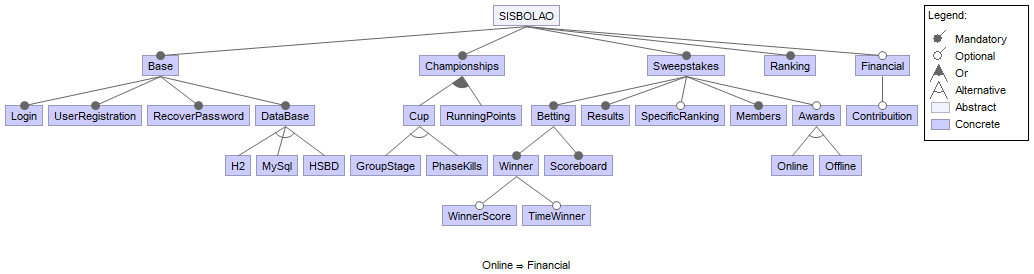 SISBOLAO
Legend:
Mandatory
Optional
Or
Alternative
Abstract
Concrete
Base
Championships
Sweepstakes
Ranking
Financial
Login
UserRegistration
RecoverPassword
DataBase
Cup
RunningPoints
Betting
Results
SpecificRanking
Members
Awards
Contribuition
H2
MySql
HSBD
GroupStage
PhaseKills
Winner
Scoreboard
Online
Offline
WinnerScore
TimeWinner
Online ⇒ Financial